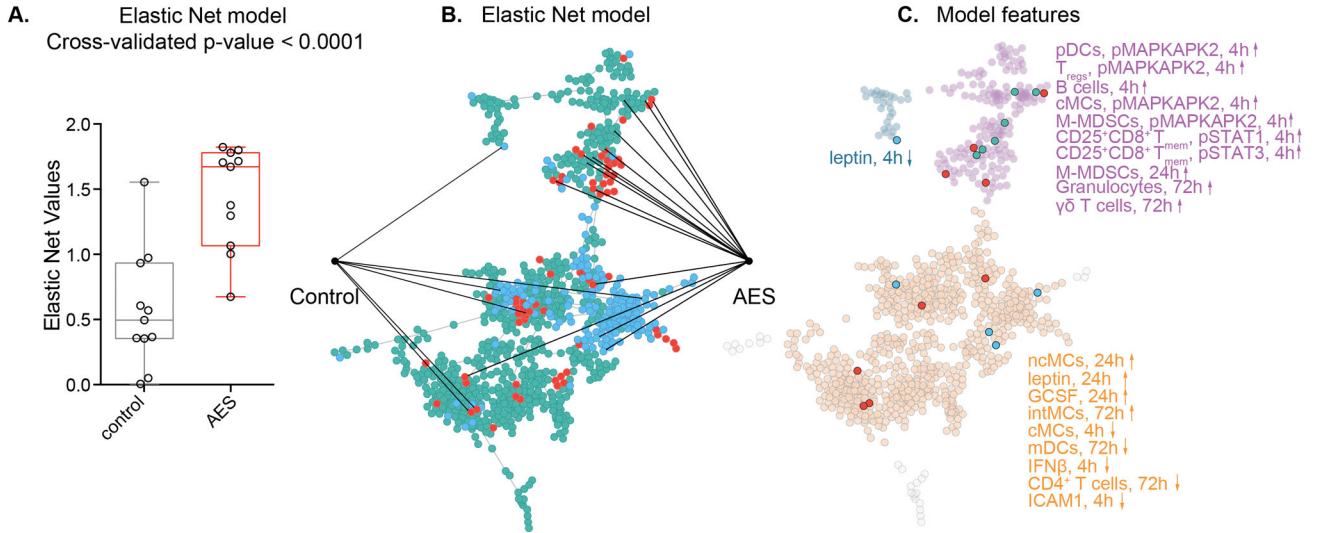 A.
Elastic Net model
Cross-validated p-value < 0.0001
Elastic Net Values
2.0
1.5
1.0
0.5
0.0
control
AES
B.
Elastic Net model
Control
AES
C.
Model features
leptin, 4h↓
pDCs, pMAPKAPK2, 4h↑
Tregs, pMAPKAPK2, 4h↑
B cells, 4h↑
cMCs, pMAPKAPK2, 4h↑
M-MDSCs, pMAPKAPK2, 4h↑
CD25⁺CD8⁺ Tmem, pSTAT1, 4h↑
CD25⁺CD8⁺ Tmem, pSTAT3, 4h↑
M-MDSCs, 24h↑
Granulocytes, 72h↑
γδ T cells, 72h↑
ncMCs, 24h↑
leptin, 24h↑
GCSF, 24h↑
intMCs, 72h↑
cMCs, 4h↓
mDCs, 72h↓
IFNβ, 4h↓
CD4⁺ T cells, 72h↓
ICAM1, 4h↓